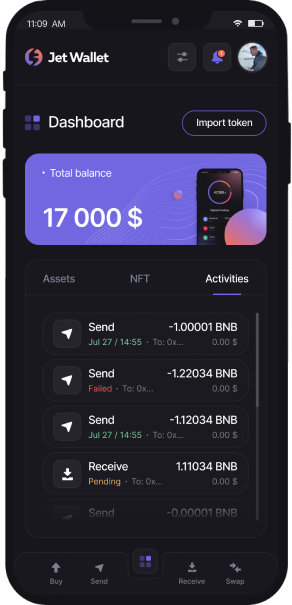 11:09 AM
Jet Wallet
1
Dashboard
Import token
• Total balance
17 000 $
Assets NFT Activities
Send -1.00001 BNB
Jul 27 / 14:55 • To: 0x... 0.00 $
Send -1.22034 BNB
Failed • To: 0x... 0.00 $
Send -1.12034 BNB
Jul 27 / 14:55 • To: 0x... 0.00 $
Receive 1.11034 BNB
Pending • To: 0x... 0.00 $
Send -0.00001 BNB
Buy Send Receive Swap